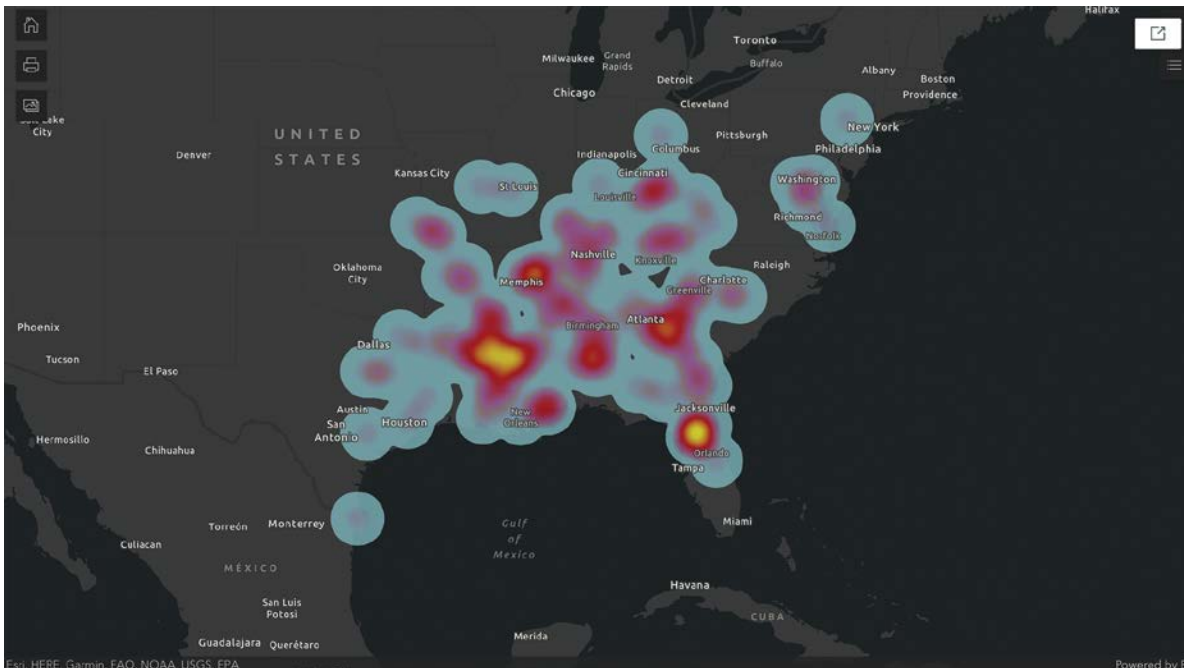 Halifax
Toronto
Milwaukee
Grand
Rapids
Buffalo
Albany
Detroit
Boston
Chicago
Providence
Cleveland
Salt Lake
City
UNITED
STATES
New York
Pittsburgh
Philadelphia
Denver
Indianapolis
Columbus
Kansas City
Cincinnati
St Louis
Washington
Louisville
Richmond
Norfolk
Nashville
Knoxville
Oklahoma
City
Raleigh
Memphis
Charlotte
Greenville
Phoenix
Birmingham
Atlanta
Dallas
Tucson
El Paso
Austin
San
Antonio
Houston
New
Orleans
Jacksonville
Hermosillo
Chihuahua
Orlando
Tampa
Torreón
Monterrey
Gulf
of
Mexico
Miami
Culiacan
MÉXICO
Havana
San Luis
Potosí
CUBA
Guadalajara
Querétaro
Merida
Esri, HERE, Garmin, FAO, NOAA, USGS, EPA
Powered by